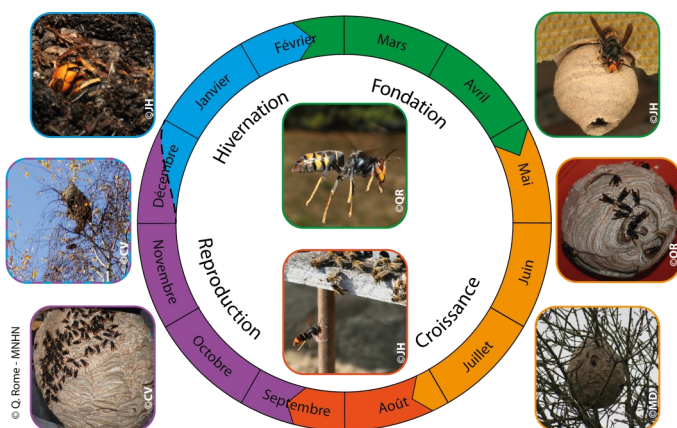 Février
Mars
Janvier
Avril
Hivernation
Fondation
Décembre
Mai
Novembre
Juin
Reproduction
Croissance
Octobre
Juillet
Septembre
Août
©JH
©JH
©CV
©QR
©QR
©CV
©JH
©MDJ
© Q. Rome - MNHN